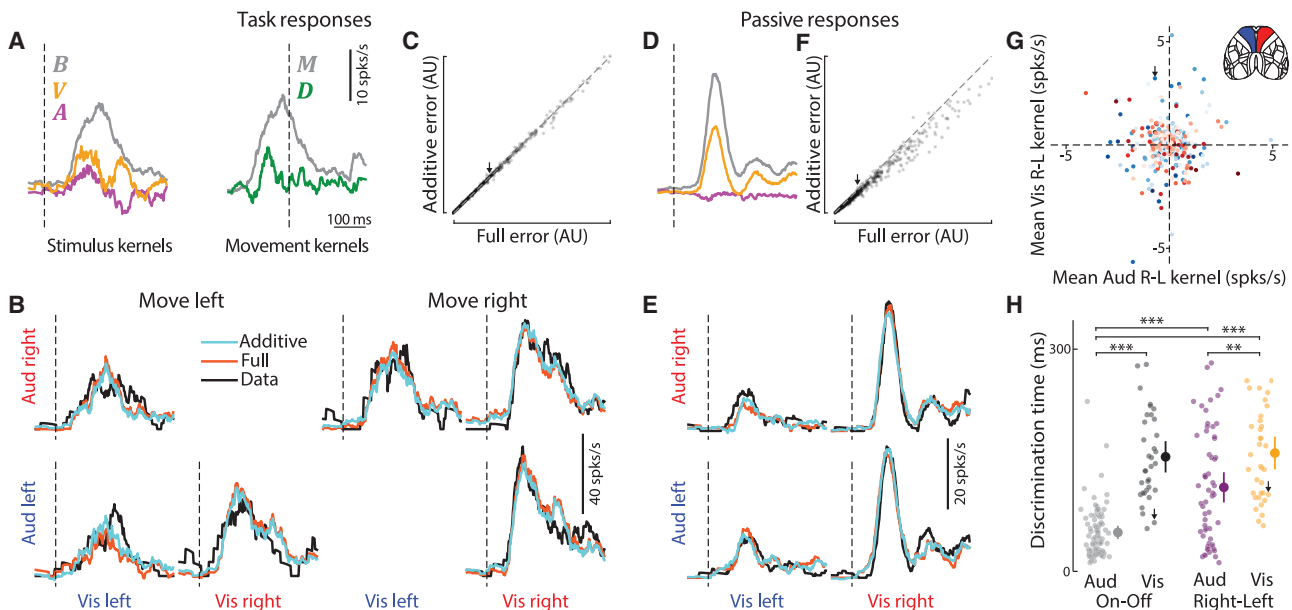 Task responses
Passive responses
A
B
V
A
M
D
10 spks/s
100 ms
Stimulus kernels
Movement kernels
C
Additive error (AU)
Full error (AU)
D
F
Additive error (AU)
Full error (AU)
G
Mean Vis R-L kernel (spks/s)
5
-5
5
-5
Mean Aud R-L kernel (spks/s)
B
Move left
Move right
Additive
Full
Data
Aud right
Aud left
40 spks/s
Vis left
Vis right
Vis left
Vis right
E
Aud right
Aud left
20 spks/s
Vis left
Vis right
H
Discrimination time (ms)
300
0
***
***
***
**
Aud
Vis
Aud
Vis
On-Off
Right-Left